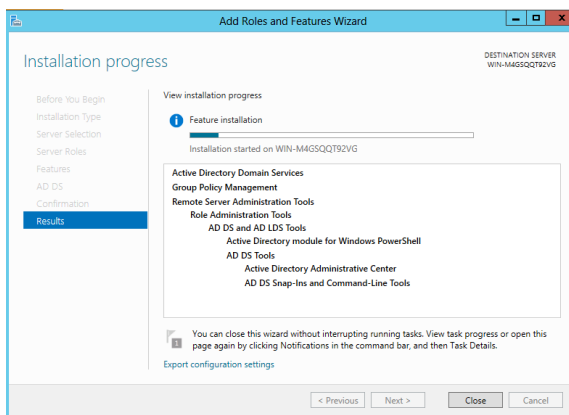 Add Roles and Features Wizard
Installation progress
DESTINATION SERVER
WIN-M4GSQQT92VG
Before You Begin
Installation Type
Server Selection
Server Roles
Features
AD DS
Confirmation
Results
View installation progress
Feature installation
Installation started on WIN-M4GSQQT92VG
Active Directory Domain Services
Group Policy Management
Remote Server Administration Tools
Role Administration Tools
AD DS and AD LDS Tools
Active Directory module for Windows PowerShell
AD DS Tools
Active Directory Administrative Center
AD DS Snap-Ins and Command-Line Tools
1
You can close this wizard without interrupting running tasks. View task progress or open this
page again by clicking Notifications in the command bar, and then Task Details.
Export configuration settings
< Previous
Next >
Close
Cancel